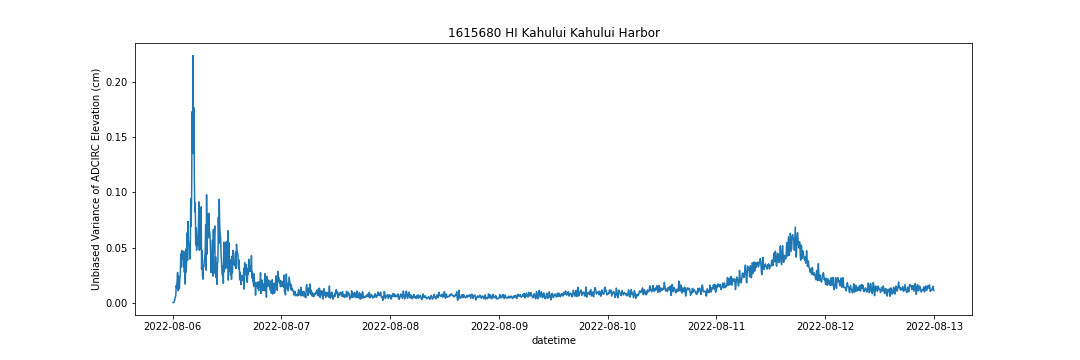 1615680 HI Kahului Kahului Harbor
Unbiased Variance of ADCIRC Elevation (cm)
0.20
0.15
0.10
0.05
0.00
2022-08-06 2022-08-07 2022-08-08 2022-08-09 2022-08-10 2022-08-11 2022-08-12 2022-08-13
datetime